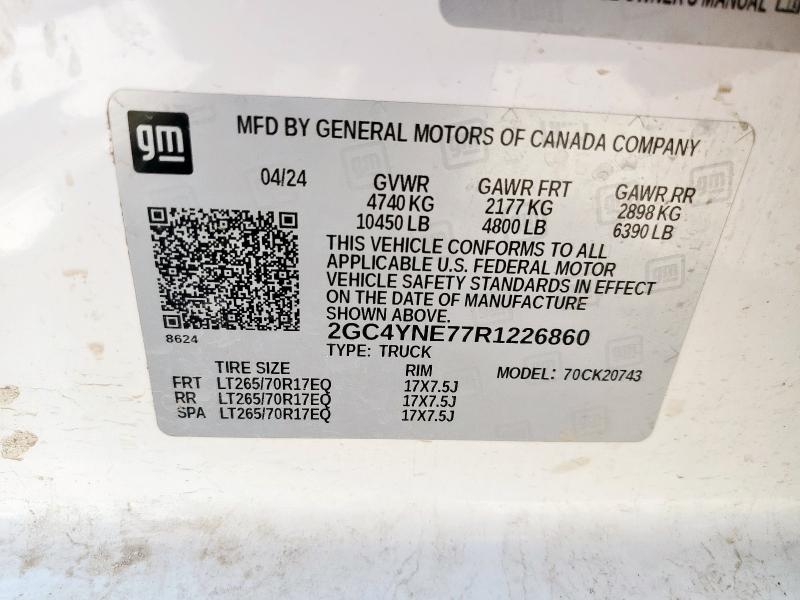 OWNER'S MANUAL
gm
MFD BY GENERAL MOTORS OF CANADA COMPANY
04/24 GVWR GAWR FRT GAWR RR
4740 KG 2177 KG 2898 KG
10450 LB 4800 LB 6390 LB
THIS VEHICLE CONFORMS TO ALL
APPLICABLE U.S. FEDERAL MOTOR
VEHICLE SAFETY STANDARDS IN EFFECT
ON THE DATE OF MANUFACTURE
SHOWN ABOVE.
8624
2GC4YNE77R1226860
TYPE: TRUCK
TIRE SIZE RIM MODEL: 70CK20743
FRT LT265/70R17EQ 17X7.5J
RR LT265/70R17EQ 17X7.5J
SPA LT265/70R17EQ 17X7.5J